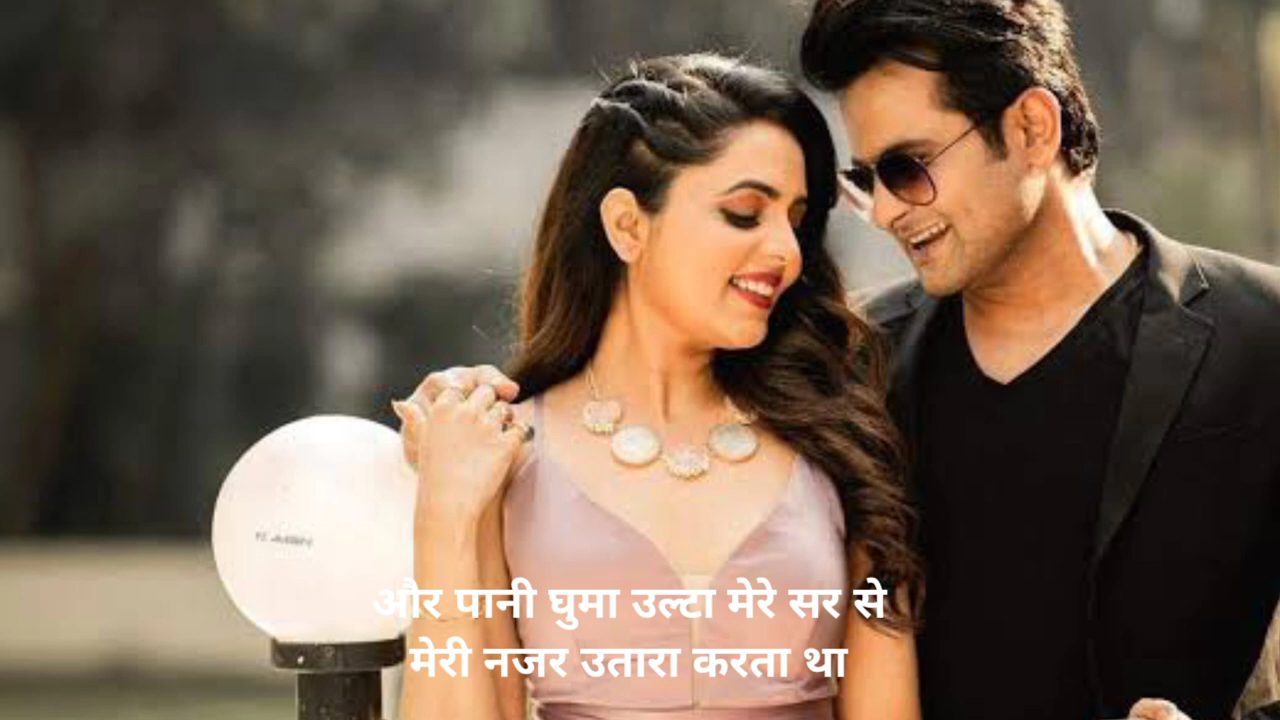 और पानी घुमा उल्टा मेरे सर से
मेरी नजर उतारा करता था